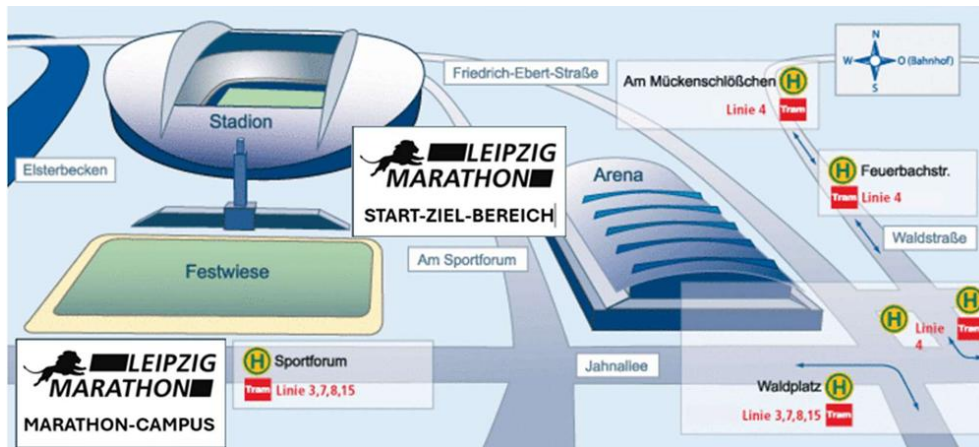 N
W
O (Bahnhof)
S
Friedrich-Ebert-Straße
Am Mückenschlößchen H
Tram
Linie 4
Stadion
LEIPZIG
MARATHON
START-ZIEL-BEREICH
Elsterbecken
Arena
H Feuerbachstr.
Tram Linie 4
Waldstraße
Festwiese
Am Sportforum
H
H
Linie
4
Tram
LEIPZIG
MARATHON
MARATHON-CAMPUS
H Sportforum
Tram Linie 3,7,8,15
Jahnallee
Waldplatz H
Linie 3,7,8,15 Tram